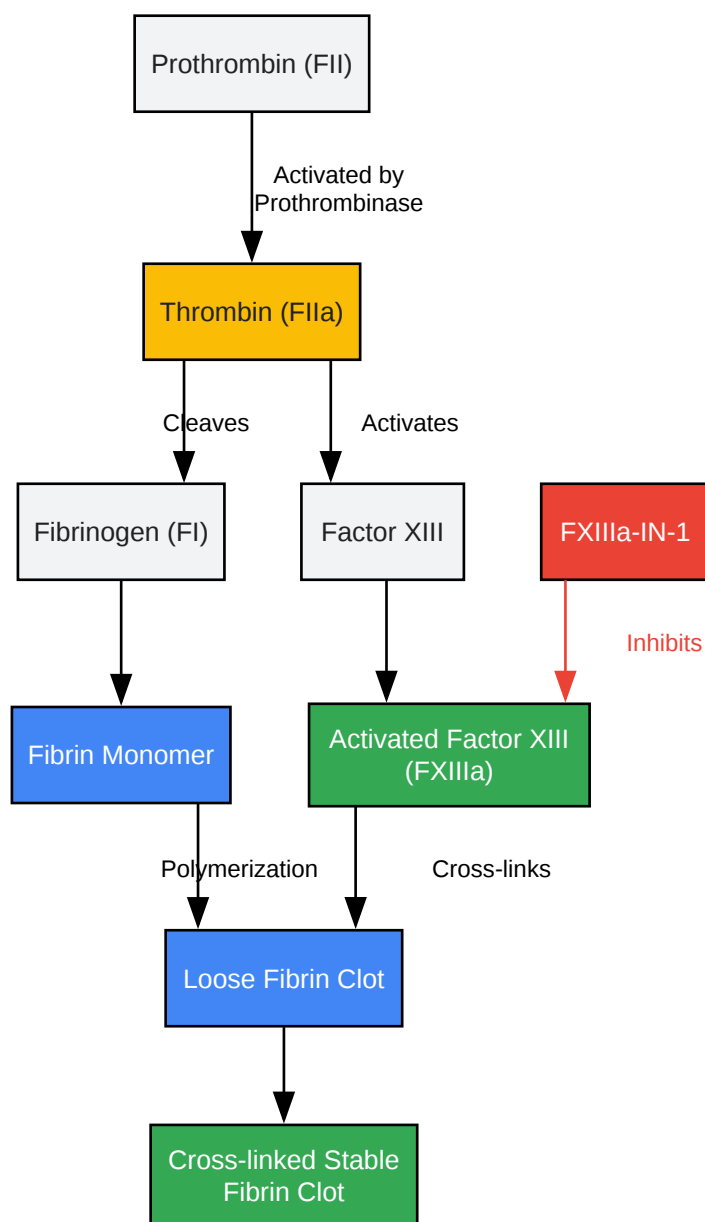 Prothrombin (FII)
Activated by
Prothrombinase
Thrombin (FIIa)
Cleaves
Activates
Fibrinogen (FI)
Factor XIII
FXIIIa-IN-1
Inhibits
Fibrin Monomer
Activated Factor XIII
(FXIIIa)
Polymerization
Cross-links
Loose Fibrin Clot
Cross-linked Stable
Fibrin Clot